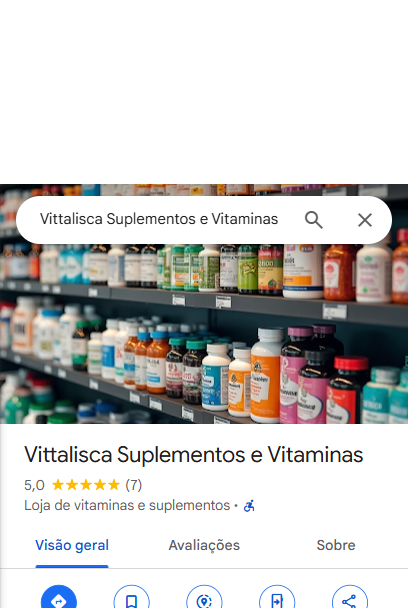 Vittalisca Suplementos e Vitaminas
Vittalisca Suplementos e Vitaminas
5,0 (7)
Loja de vitaminas e suplementos ·
Visão geral
Avaliações
Sobre